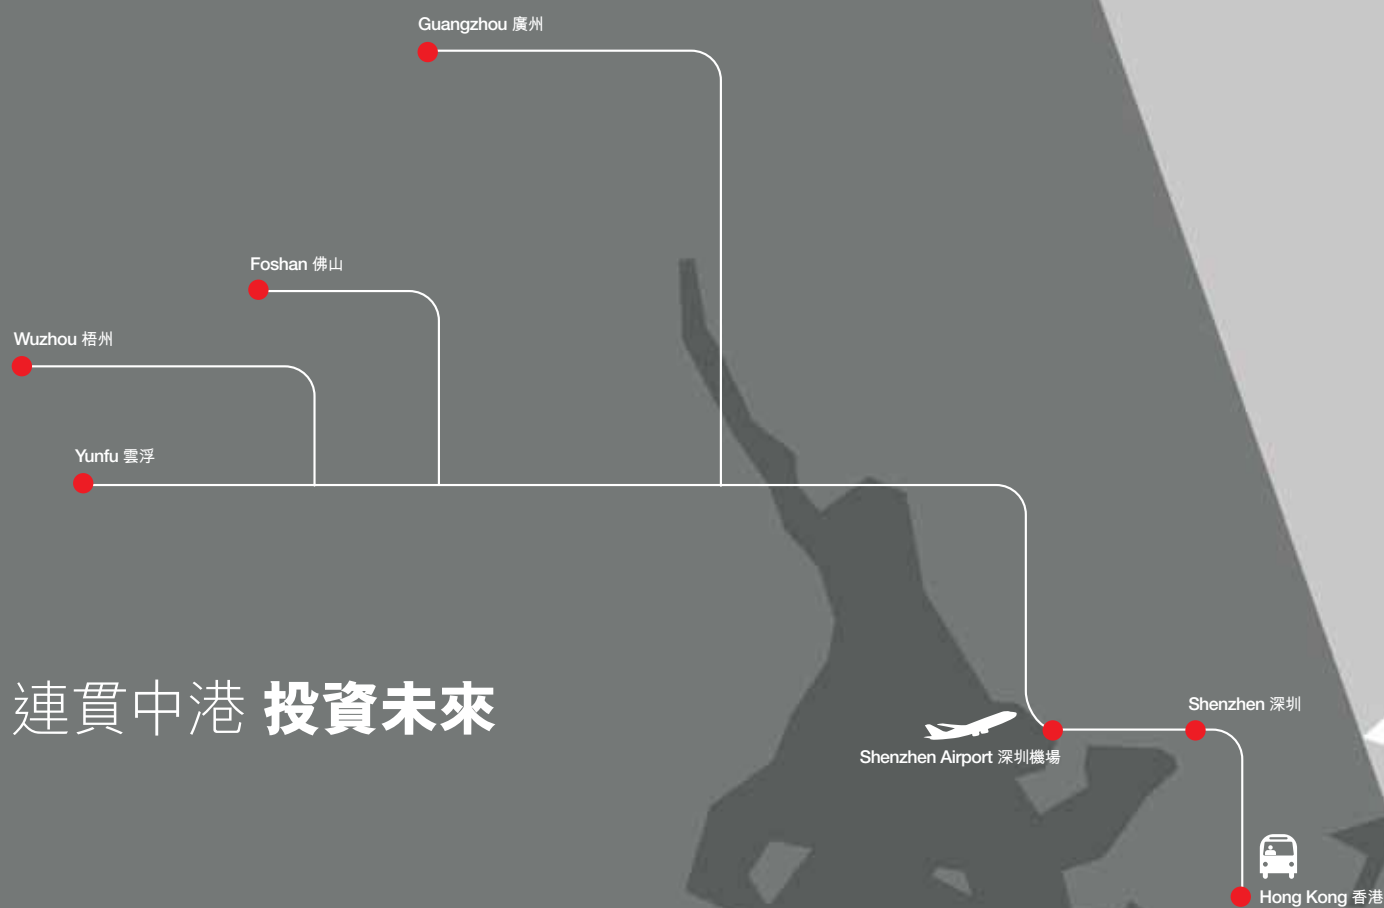 Guangzhou 廣州
Foshan 佛山
Wuzhou 梧州
Yunfu 雲浮
連貫中港 投資未來
Shenzhen 深圳
Shenzhen Airport 深圳機場
Hong Kong 香港